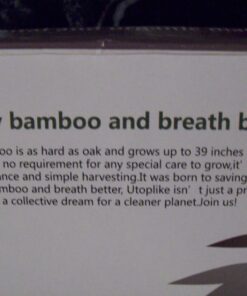 bamboo and breath b
oo is as hard as oak and grows up to 39 inches
no requirement for any special care to grow,it'
ance and simple harvesting.It was born to saving
mboo and breath better, Utoplike isn't just a pr
a collective dream for a cleaner planet.Join us!